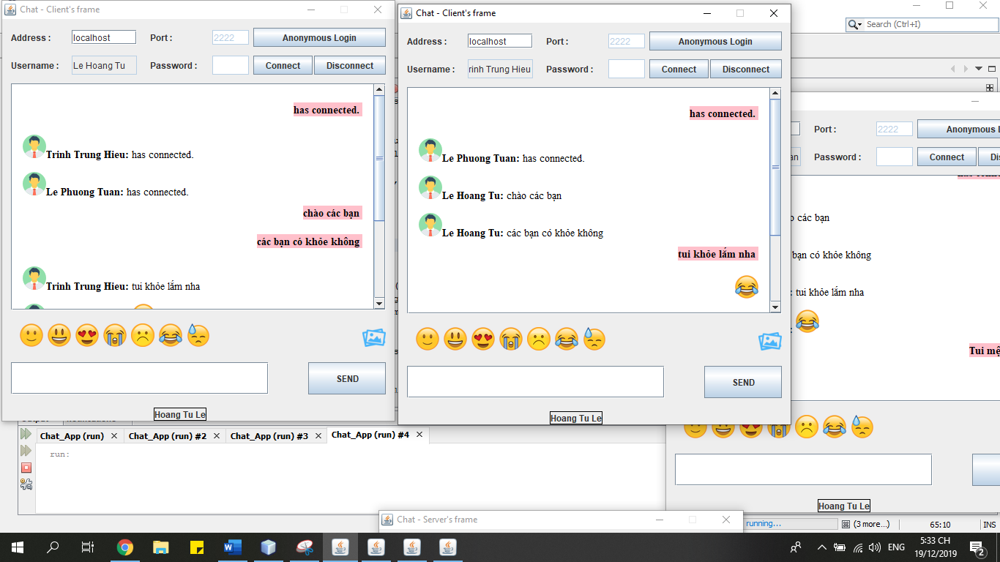 Chat - Client's frame
Address :
localhost
Port :
2222
Anonymous Login
Username :
Le Hoang Tu
Password :
Connect
Disconnect
has connected.
Trinh Trung Hieu: has connected.
Le Phuong Tuan: has connected.
chào các bạn
các bạn có khỏe không
Trinh Trung Hieu: tui khỏe lắm nha
SEND
Hoang Tu Le
Chat - Client's frame
Address :
localhost
Port :
2222
Anonymous Login
Username :
rinh Trung Hieu
Password :
Connect
Disconnect
has connected.
Le Phuong Tuan: has connected.
Le Hoang Tu: chào các bạn
Le Hoang Tu: các bạn có khỏe không
tui khỏe lắm nha
SEND
Hoang Tu Le
Search (Ctrl+I)
Port :
2222
Anonymous L
an
Password :
Connect
Dis
các bạn
bạn có khỏe không
: tui khỏe lắm nha
:
Tui mệ
Hoang Tu Le
Chat_App (run)
Chat_App (run) #2
Chat_App (run) #3
Chat_App (run) #4
run:
Chat - Server's frame
running...
(3 more...)
65:10
INS
ENG
5:33 CH
19/12/2019
2